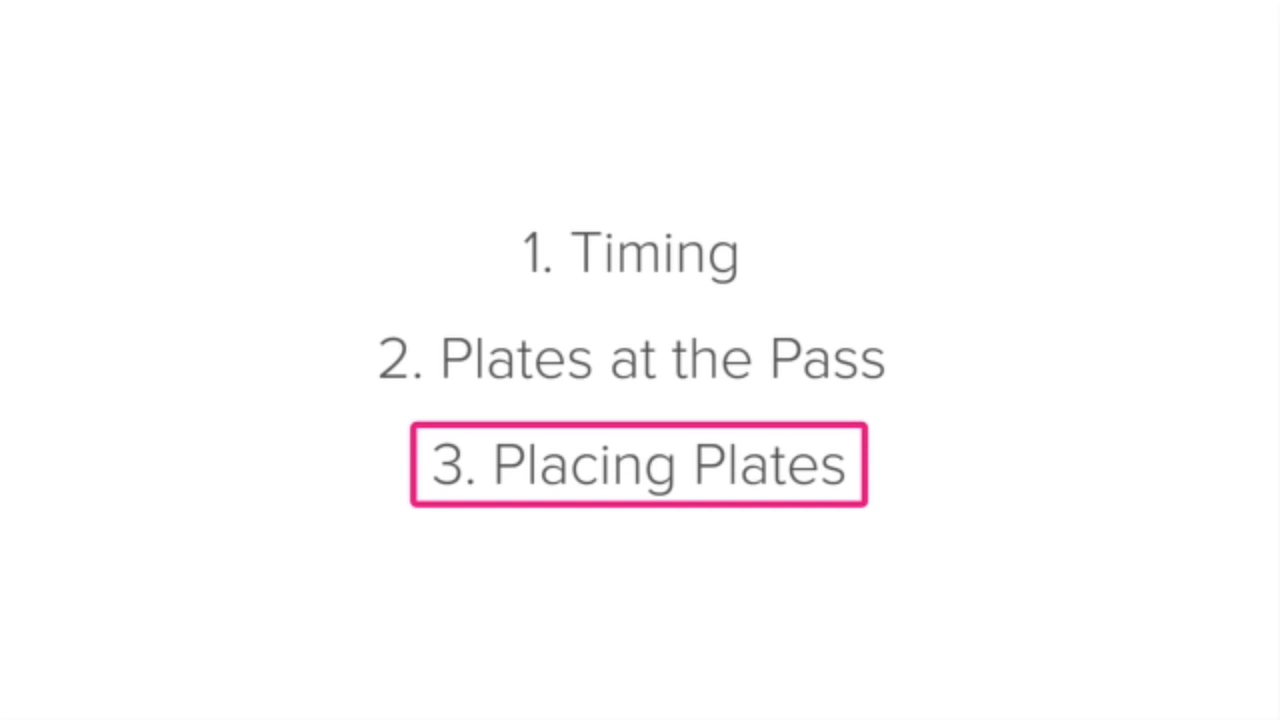 1. Timing
2. Plates at the Pass
3. Placing Plates